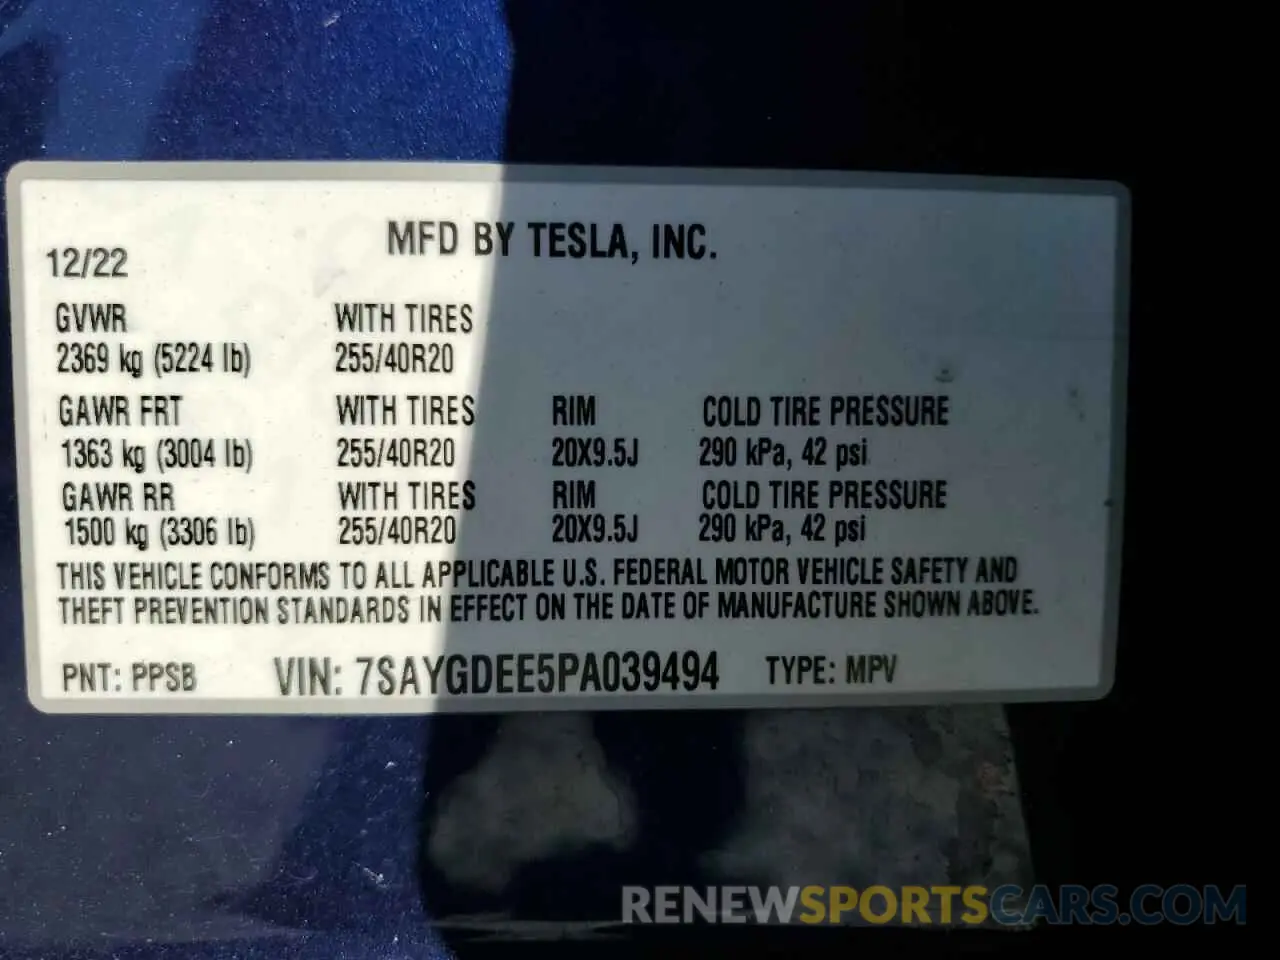 MFD BY TESLA, INC.
12/22
GVWR WITH TIRES
2369 kg (5224 lb) 255/40R20
GAWR FRT WITH TIRES RIM COLD TIRE PRESSURE
1363 kg (3004 lb) 255/40R20 20X9.5J 290 kPa, 42 psi
GAWR RR WITH TIRES RIM COLD TIRE PRESSURE
1500 kg (3306 lb) 255/40R20 20X9.5J 290 kPa, 42 psi
THIS VEHICLE CONFORMS TO ALL APPLICABLE U.S. FEDERAL MOTOR VEHICLE SAFETY AND
THEFT PREVENTION STANDARDS IN EFFECT ON THE DATE OF MANUFACTURE SHOWN ABOVE.
PNT: PPSB VIN: 7SAYGDEE5PA039494 TYPE: MPV
RENEWSPORTSCARS.COM